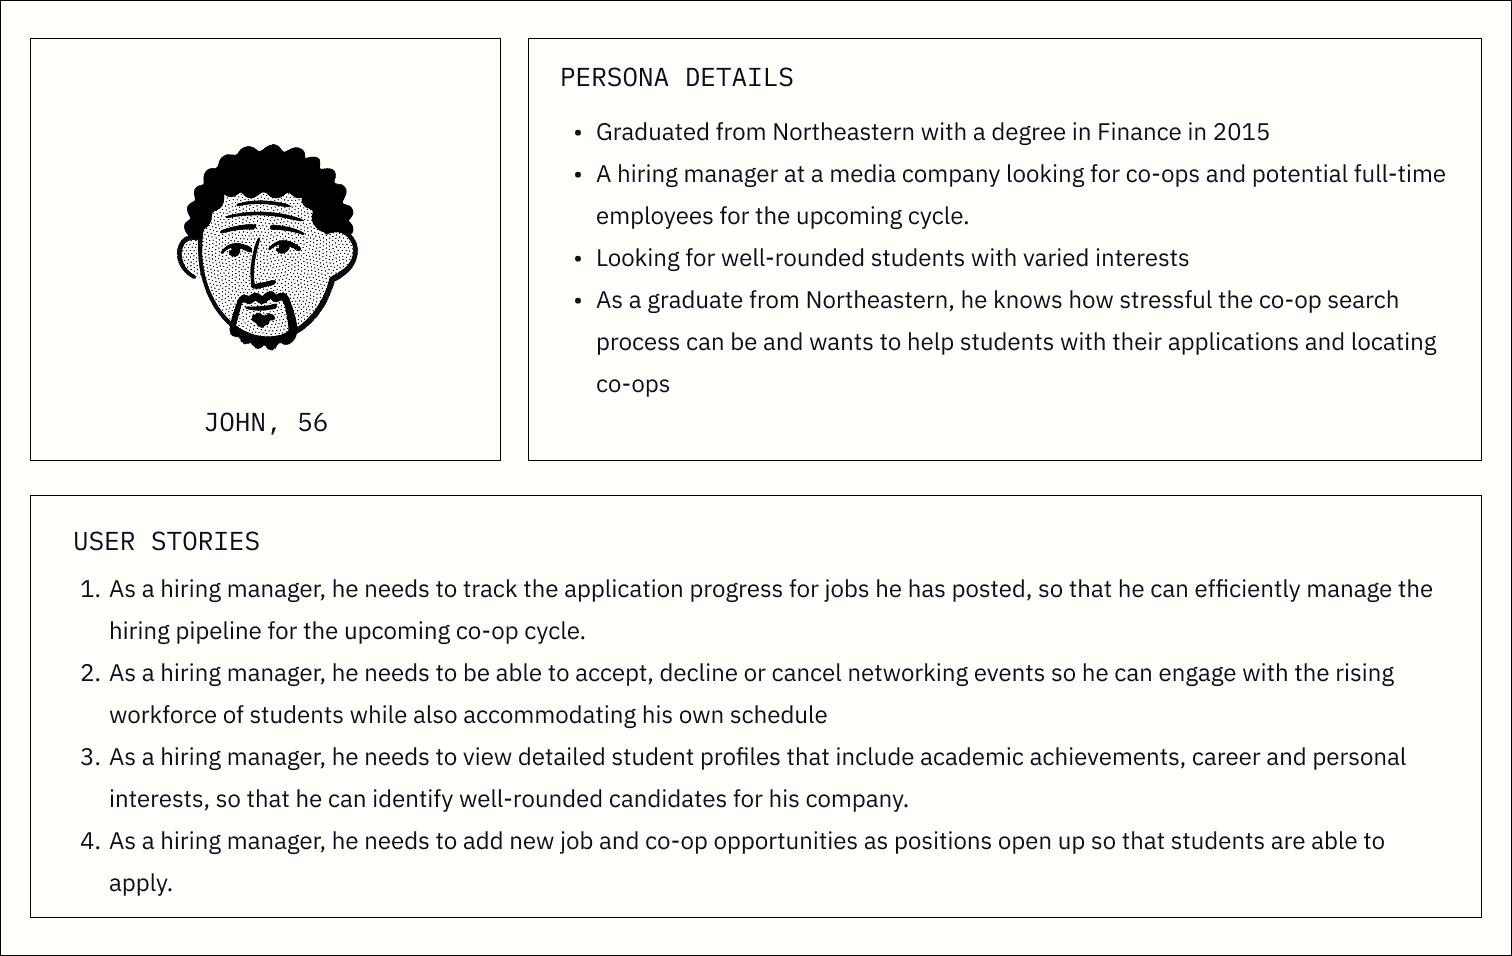 JOHN, 56
PERSONA DETAILS
• Graduated from Northeastern with a degree in Finance in 2015
• A hiring manager at a media company looking for co-ops and potential full-time
employees for the upcoming cycle.
• Looking for well-rounded students with varied interests
• As a graduate from Northeastern, he knows how stressful the co-op search
process can be and wants to help students with their applications and locating
co-ops
USER STORIES
1. As a hiring manager, he needs to track the application progress for jobs he has posted, so that he can efficiently manage the
hiring pipeline for the upcoming co-op cycle.
2. As a hiring manager, he needs to be able to accept, decline or cancel networking events so he can engage with the rising
workforce of students while also accommodating his own schedule
3. As a hiring manager, he needs to view detailed student profiles that include academic achievements, career and personal
interests, so that he can identify well-rounded candidates for his company.
4. As a hiring manager, he needs to add new job and co-op opportunities as positions open up so that students are able to
apply.